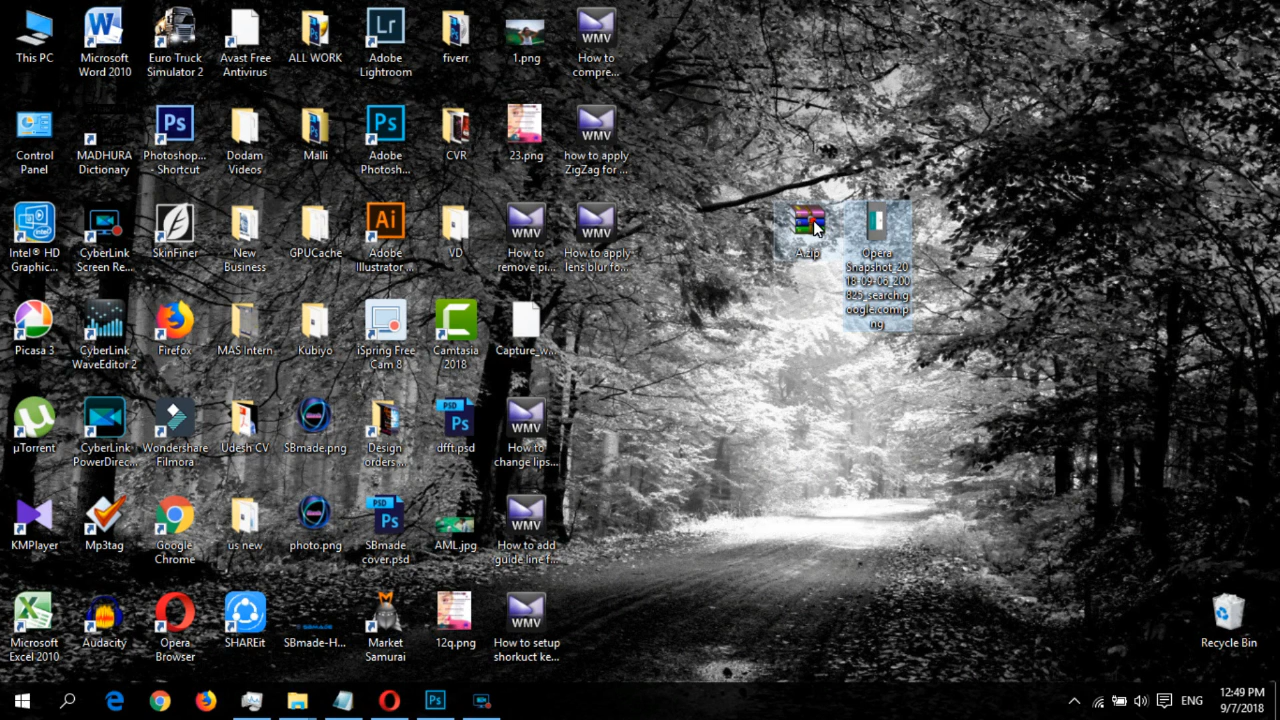 This PC
Microsoft
Word 2010
Euro Truck
Simulator 2
Avast Free
Antivirus
ALL WORK
Adobe
Lightroom
fiverr
1.png
How to
compre...
Control
Panel
MADHURA
Dictionary
Photoshop...
- Shortcut
Dodam
Videos
Malli
Adobe
Photosh...
CVR
23.png
how to apply
ZigZag for ...
Intel® HD
Graphic...
CyberLink
Screen Re...
SkinFiner
New
Business
GPUCache
Adobe
Illustrator ...
VD
How to
remove pi...
How to apply
lens blur fo...
A.zip
Opera
Snapshot_20
18-09-06_200
825_search.g
oogle.com.p
ng
Picasa 3
CyberLink
WaveEditor 2
Firefox
MAS Intern
Kubiyo
iSpring Free
Cam 8
Camtasia
2018
Capture_w...
µTorrent
CyberLink
PowerDirec...
Wondershare
Filmora
Udesh CV
SBmade.png
Design
orders...
dfft.psd
How to
change lips...
KMPlayer
Mp3tag
Google
Chrome
us new
photo.png
SBmade
cover.psd
AML.jpg
How to add
guide line f...
Microsoft
Excel 2010
Audacity
Opera
Browser
SHAREit
SBmade-H...
Market
Samurai
12q.png
How to setup
shorkuct ke...
Recycle Bin
ENG
12:49 PM
9/7/2018